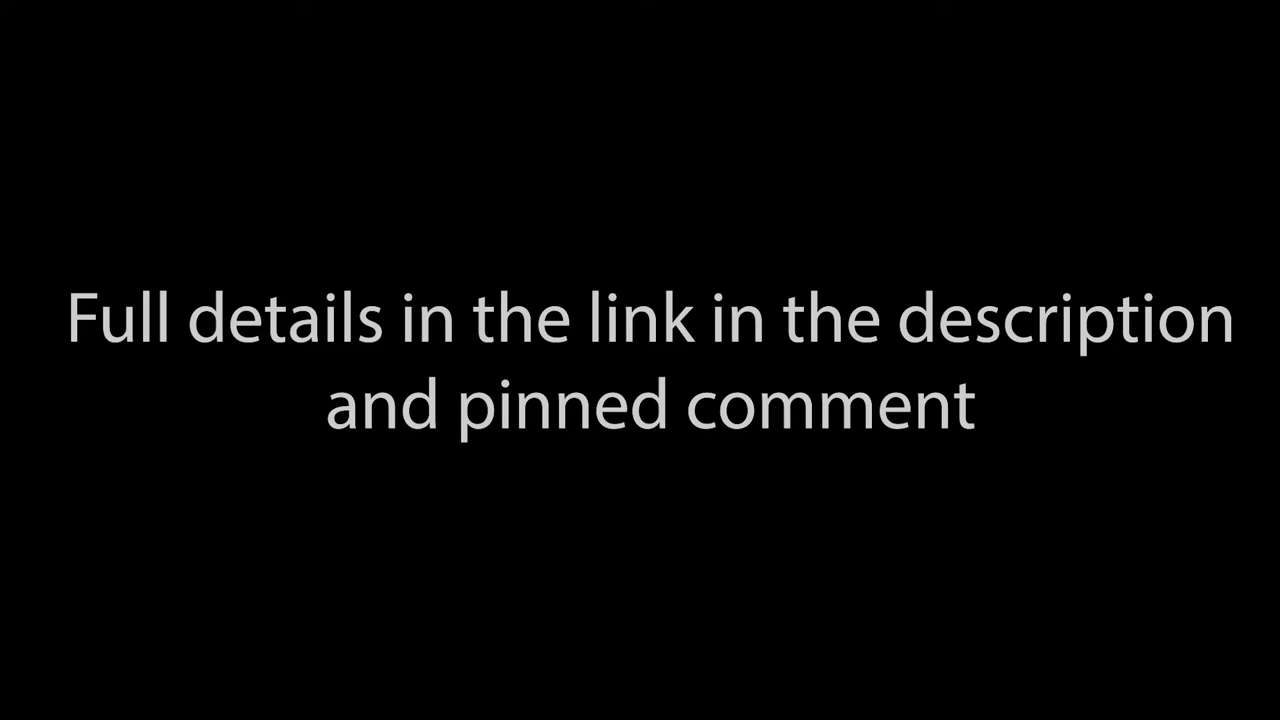 Full details in the link in the description
and pinned comment